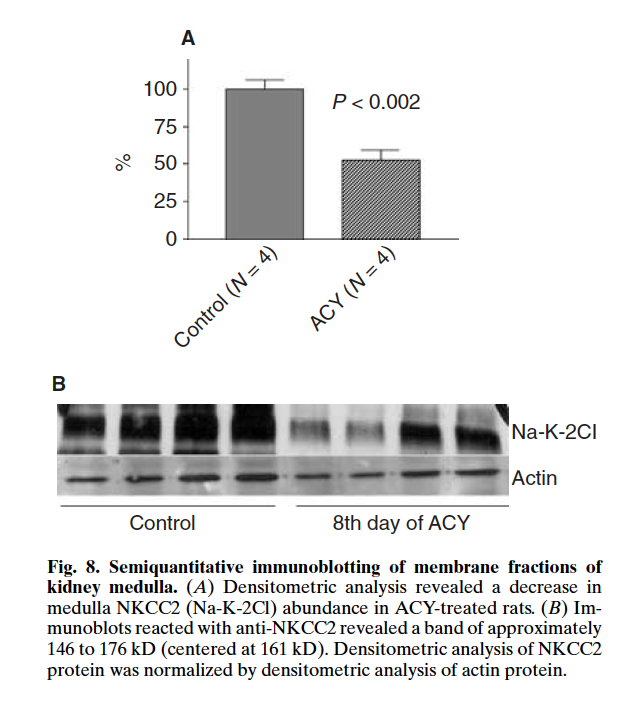 A
100
75
50
25
0
%
P < 0.002
Control (N = 4)
ACY (N = 4)
B
Na-K-2Cl
Actin
Control
8th day of ACY
Fig. 8. Semiquantitative immunoblotting of membrane fractions of
kidney medulla. (A) Densitometric analysis revealed a decrease in
medulla NKCC2 (Na-K-2Cl) abundance in ACY-treated rats. (B) Im-
munoblots reacted with anti-NKCC2 revealed a band of approximately
146 to 176 kD (centered at 161 kD). Densitometric analysis of NKCC2
protein was normalized by densitometric analysis of actin protein.